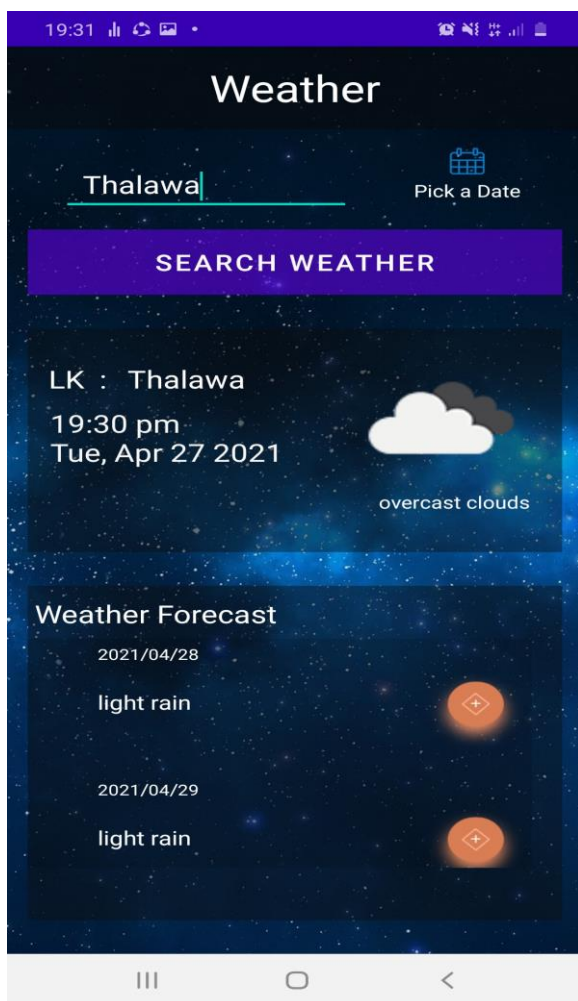 19:31
Weather
Thalawa
Pick a Date
SEARCH WEATHER
LK : Thalawa
19:30 pm
Tue, Apr 27 2021
overcast clouds
Weather Forecast
2021/04/28
light rain
2021/04/29
light rain